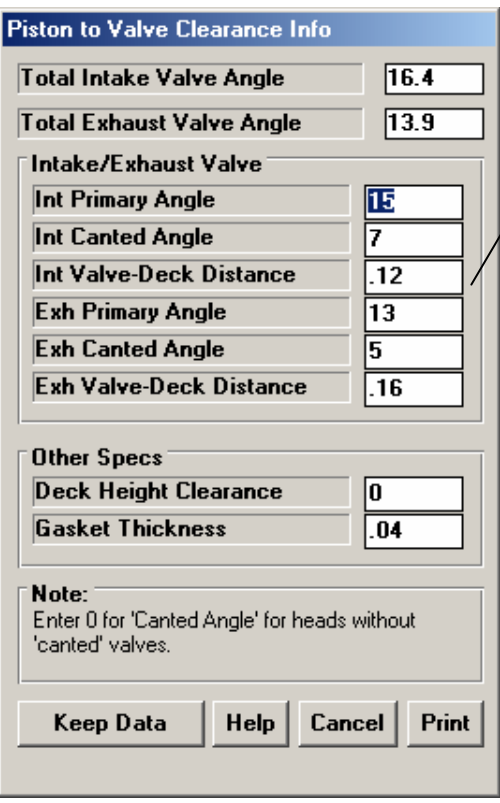 Piston to Valve Clearance Info
Total Intake Valve Angle 16.4
Total Exhaust Valve Angle 13.9
Intake/Exhaust Valve
Int Primary Angle 15
Int Canted Angle 7
Int Valve-Deck Distance .12
Exh Primary Angle 13
Exh Canted Angle 5
Exh Valve-Deck Distance .16
Other Specs
Deck Height Clearance 0
Gasket Thickness .04
Note:
Enter 0 for 'Canted Angle' for heads without
'canted' valves.
Keep Data Help Cancel Print